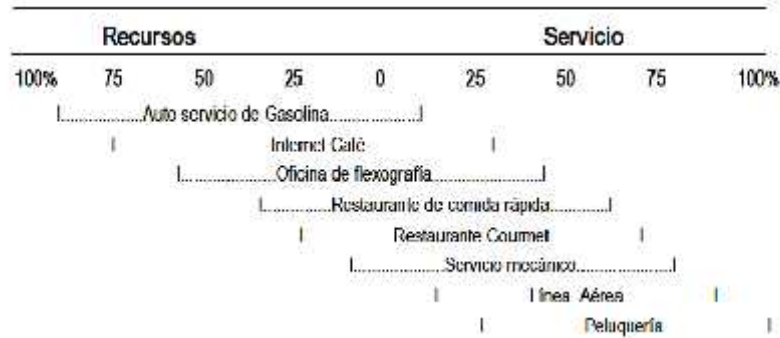 Recursos Servicio
100% 75 50 25 0 25 50 75 100%
Auto servicio de Gasolina
Internet Café
Oficina de flexografía
Restaurante de comida rápida
Restaurante Gourmet
Servicio mecánico
Línea Aérea
Peluquería